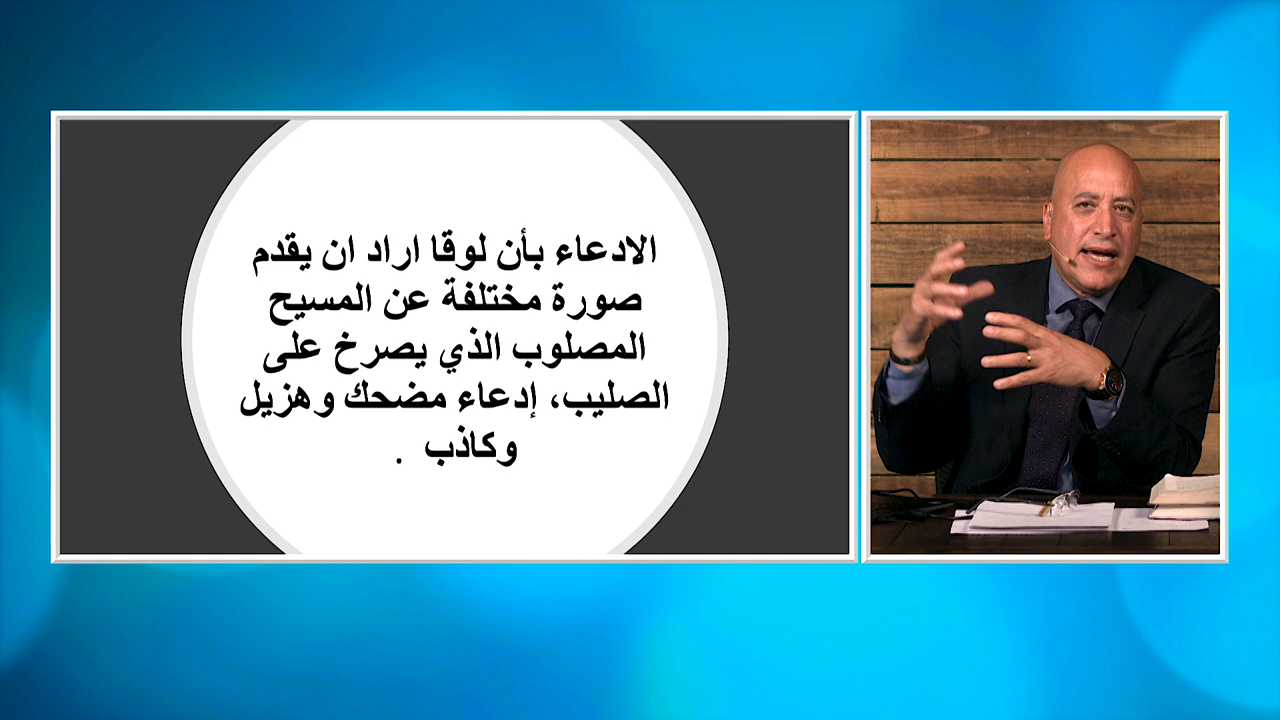 الادعاء بأن لوقا اراد ان يقدم
صورة مختلفة عن المسيح
المصلوب الذي يصرخ على
الصليب، إدعاء مضحك وهزيل
وكاذب .